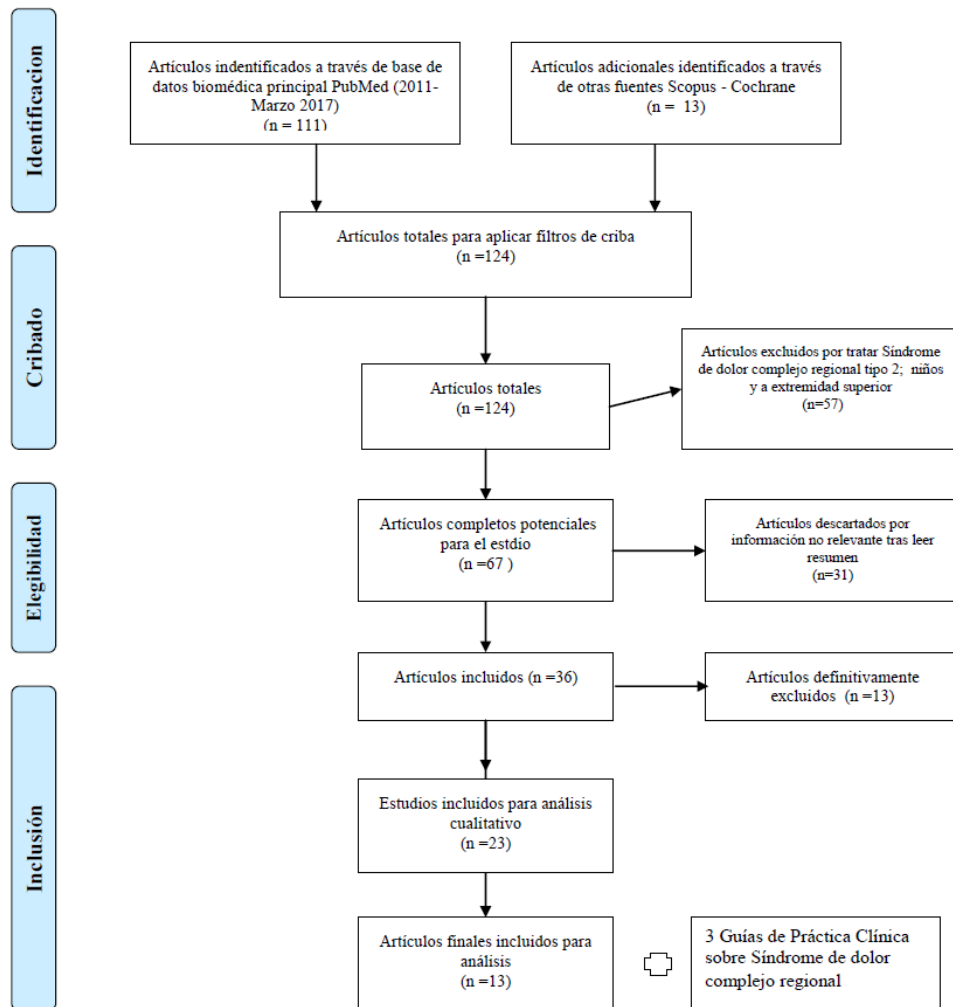 Identificacion
Artículos indentificados a través de base de
datos biomédica principal PubMed (2011-
Marzo 2017)
(n = 111)
Artículos adicionales identificados a través
de otras fuentes Scopus - Cochrane
(n = 13)
Artículos totales para aplicar filtros de criba
(n =124)
Cribado
Artículos totales
(n =124)
Artículos excluidos por tratar Síndrome
de dolor complejo regional tipo 2; niños
y a extremidad superior
(n=57)
Elegibilidad
Artículos completos potenciales
para el estdio
(n =67 )
Artículos descartados por
información no relevante tras leer
resumen
(n=31)
Artículos incluidos (n =36)
Artículos definitivamente
excluidos (n =13)
Inclusión
Estudios incluidos para análisis
cualitativo
(n =23)
Artículos finales incluidos para
análisis
(n =13)
3 Guías de Práctica Clínica
sobre Síndrome de dolor
complejo regional